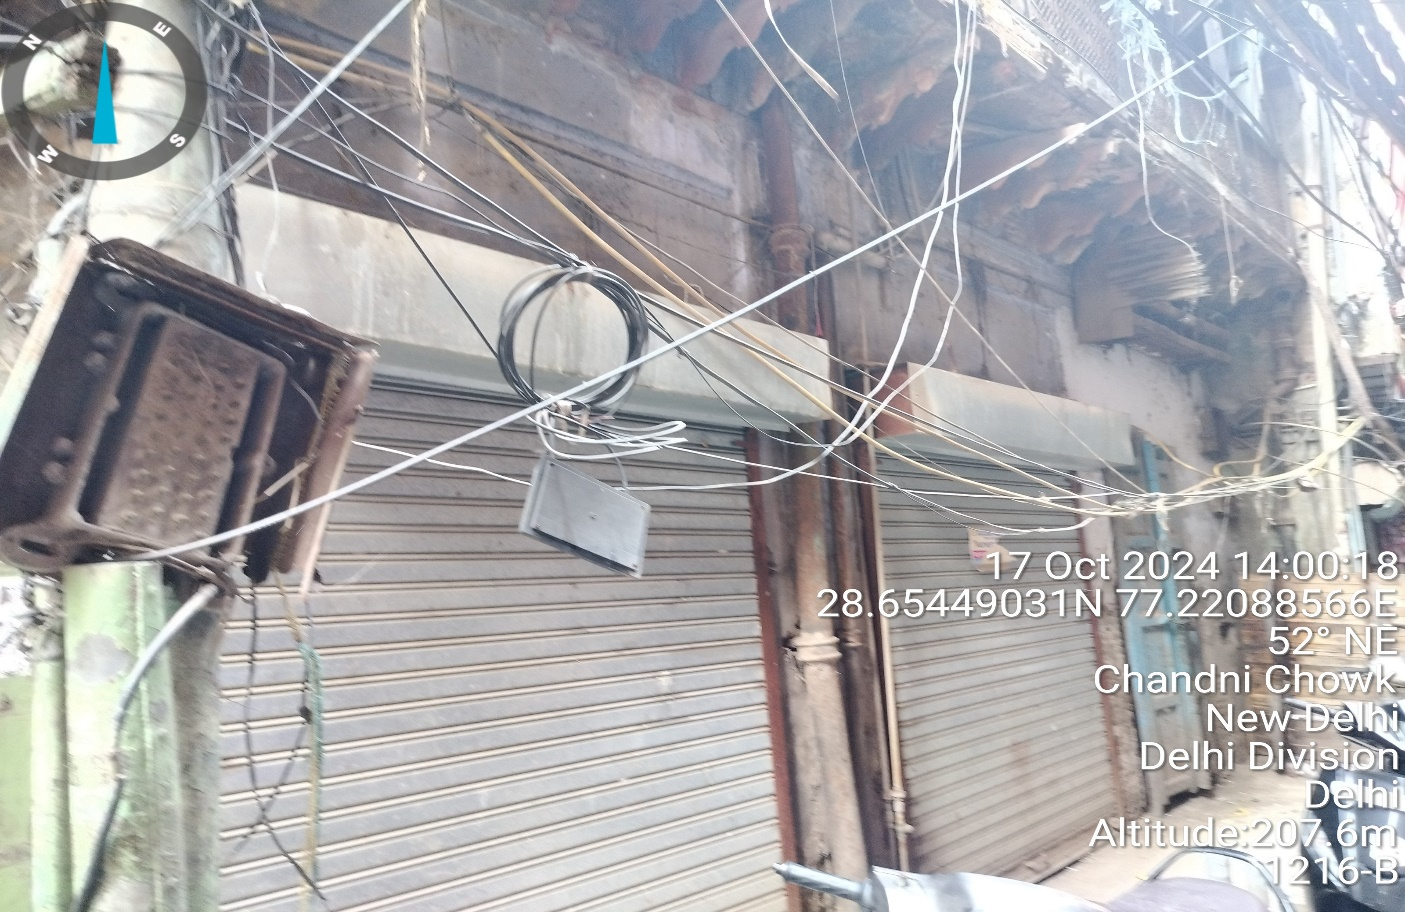 N
E
S
W
17 Oct 2024 14:00:18
28.65449031N 77.22088566E
52° NE
Chandni Chowk
New Delhi
Delhi Division
Delhi
Altitude:207.6m
1216-B